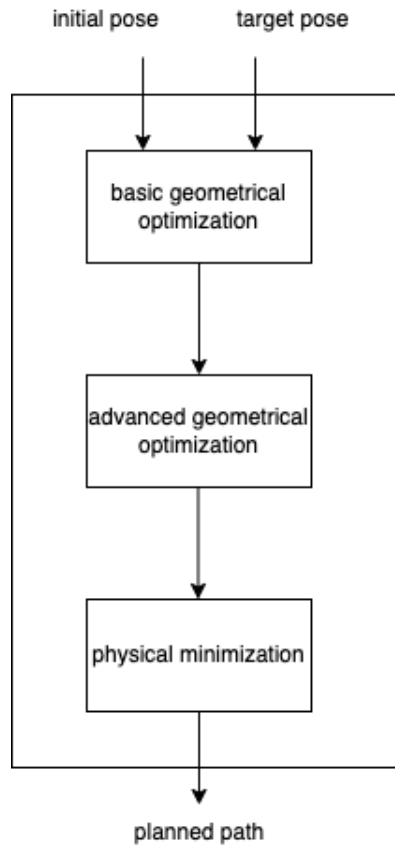 initial pose target pose
basic geometrical
optimization
advanced geometrical
optimization
physical minimization
planned path